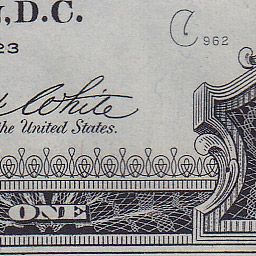 , D.C.
C 962
23
White
the United States.
ONE